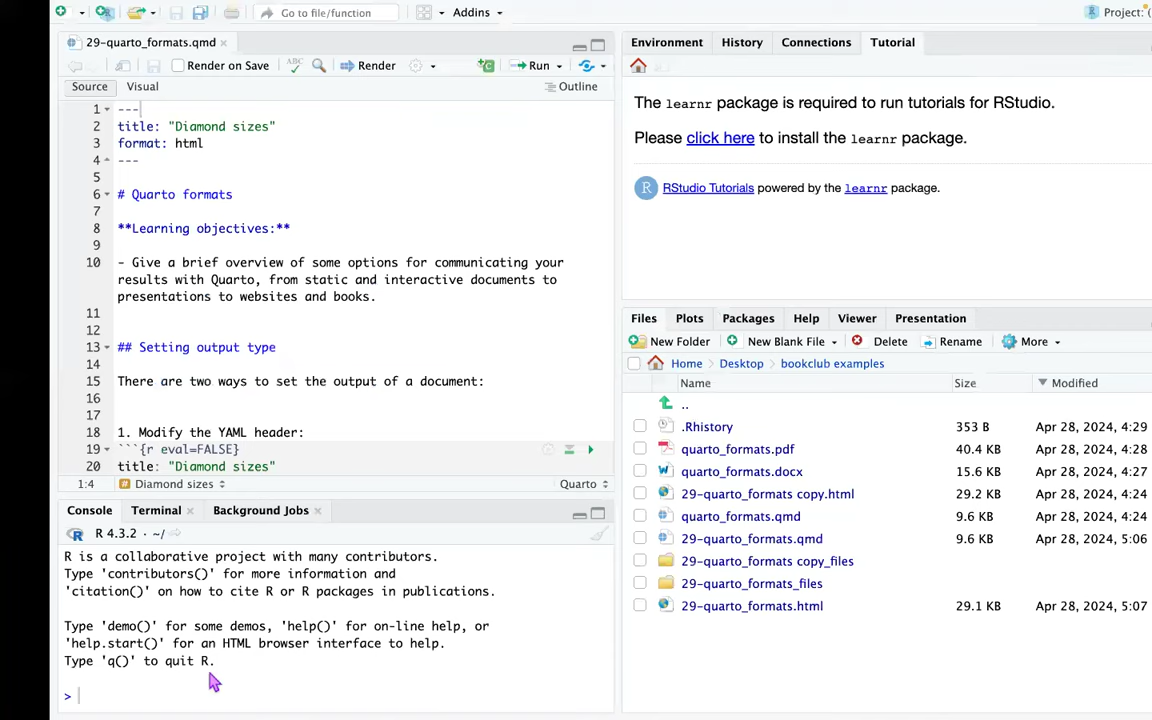 Go to file/function
Addins
Project: (
29-quarto_formats.qmd
Render on Save
ABC
Render
Run
Source
Visual
Outline
1 ---
2 title: "Diamond sizes"
3 format: html
4 ---
5
6 # Quarto formats
7
8 **Learning objectives:**
9
10 - Give a brief overview of some options for communicating your
results with Quarto, from static and interactive documents to
presentations to websites and books.
11
12
13 ## Setting output type
14
15 There are two ways to set the output of a document:
16
17
18 1. Modify the YAML header:
19 ```{r eval=FALSE}
20 title: "Diamond sizes"
1:4
# Diamond sizes
Quarto
Console
Terminal
Background Jobs
R R 4.3.2 · ~/
R is a collaborative project with many contributors.
Type 'contributors()' for more information and
'citation()' on how to cite R or R packages in publications.
Type 'demo()' for some demos, 'help()' for on-line help, or
'help.start()' for an HTML browser interface to help.
Type 'q()' to quit R.
>
Environment
History
Connections
Tutorial
The learnr package is required to run tutorials for RStudio.
Please click here to install the learnr package.
R RStudio Tutorials powered by the learnr package.
Files
Plots
Packages
Help
Viewer
Presentation
New Folder
New Blank File
Delete
Rename
More
Home
Desktop
bookclub examples
Name
Size
Modified
..
.Rhistory 353 B Apr 28, 2024, 4:29
quarto_formats.pdf 40.4 KB Apr 28, 2024, 4:28
quarto_formats.docx 15.6 KB Apr 28, 2024, 4:27
29-quarto_formats copy.html 29.2 KB Apr 28, 2024, 4:24
quarto_formats.qmd 9.6 KB Apr 28, 2024, 4:24
29-quarto_formats.qmd 9.6 KB Apr 28, 2024, 5:06
29-quarto_formats copy_files
29-quarto_formats_files
29-quarto_formats.html 29.1 KB Apr 28, 2024, 5:07